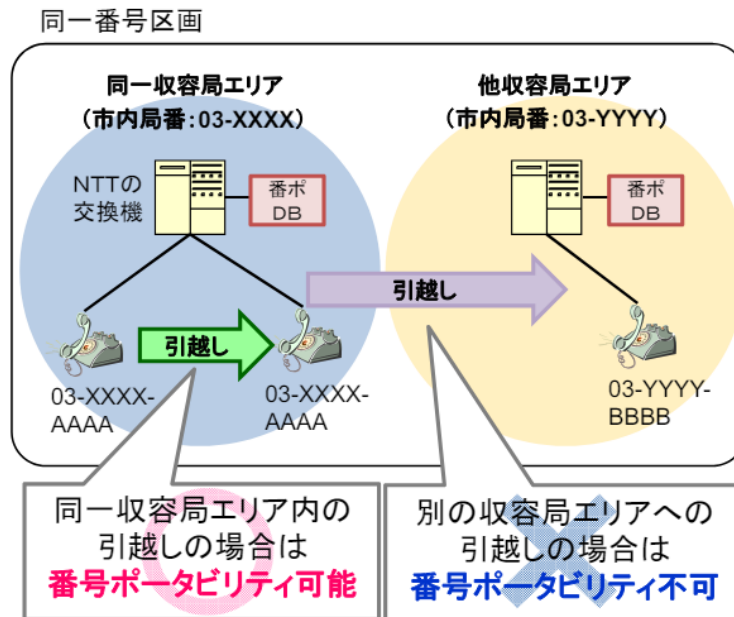 同一番号区画
同一収容局エリア
(市内局番:03-XXXX)
他収容局エリア
(市内局番:03-YYYY)
NTTの
交換機
番ポ
DB
番ポ
DB
引越し
引越し
03-XXXX-
AAAA
03-XXXX-
AAAA
03-YYYY-
BBBB
同一収容局エリア内の
引越しの場合は
番号ポータビリティ可能
別の収容局エリアへの
引越しの場合は
番号ポータビリティ不可